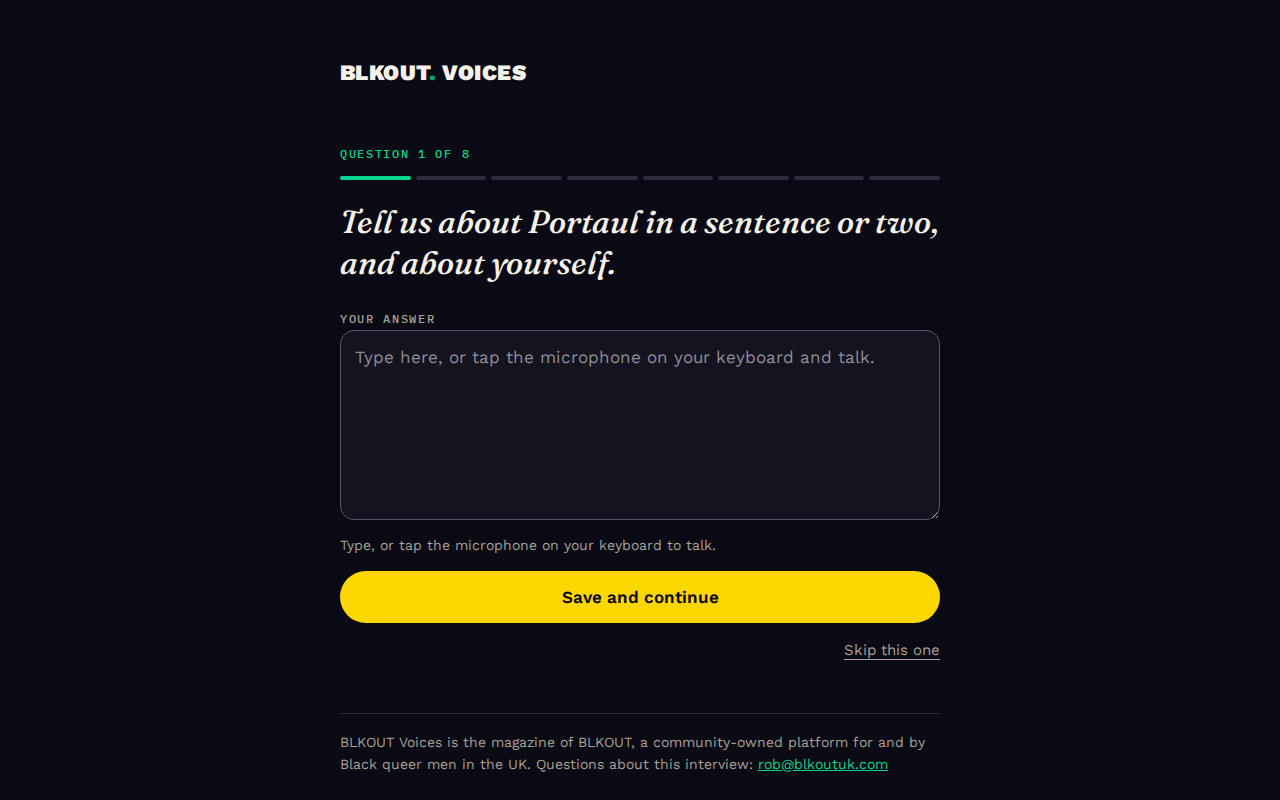 BLKOUT. VOICES
QUESTION 1 OF 8
Tell us about Portaul in a sentence or two,
and about yourself.
YOUR ANSWER
Type here, or tap the microphone on your keyboard and talk.
Type, or tap the microphone on your keyboard to talk.
Save and continue
Skip this one
BLKOUT Voices is the magazine of BLKOUT, a community-owned platform for and by
Black queer men in the UK. Questions about this interview: rob@blkoutuk.com